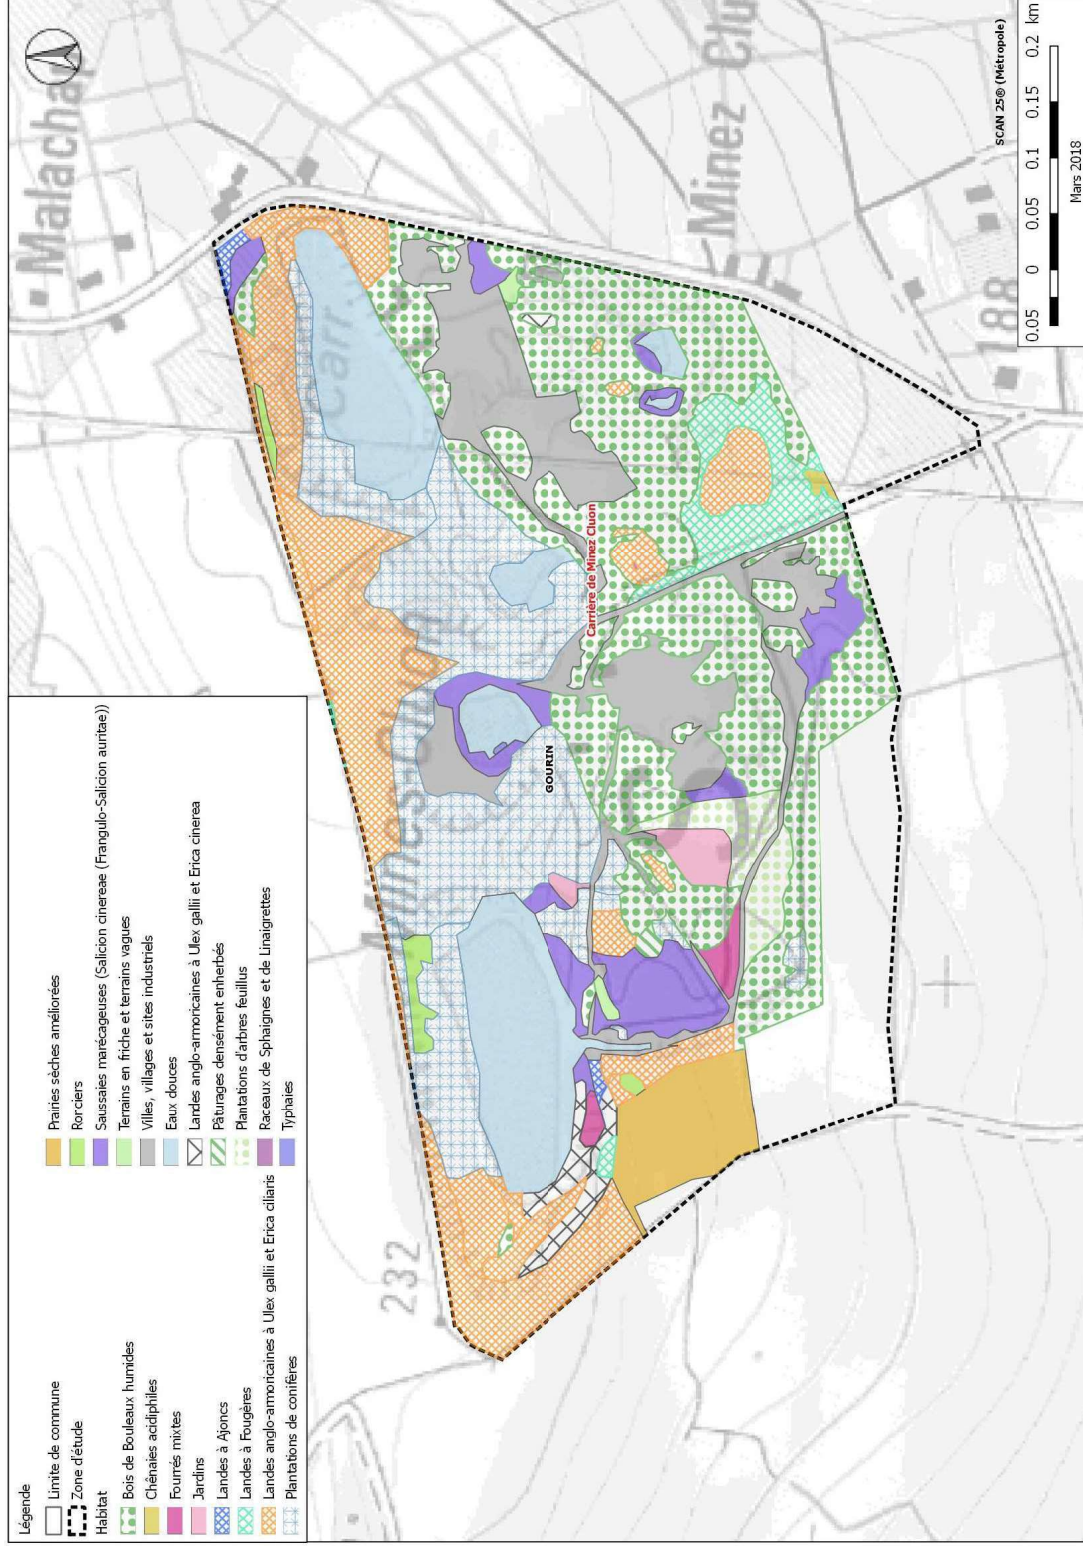 Légende
Limite de commune
Zone d'étude
Habitat
Bois de Bouleaux humides
Chênaies acidiphiles
Fourrés mixtes
Jardins
Landes à Ajoncs
Landes à Fougères
Landes anglo-armoricaines à Ulex gallii et Erica ciliaris
Plantations de conifères
Prairies sèches améliorées
Rorciers
Saussaies marécageuses (Salicion cinereae (Frangulo-Salicion auritae))
Terrains en friche et terrains vagues
Villes, villages et sites industriels
Eaux douces
Landes anglo-armoricaines à Ulex gallii et Erica cinerea
Pâturages densément enherbés
Plantations d'arbres feuillus
Raceaux de Sphaignes et de Linaigrettes
Typhaies
Malachap
232
GOURIN
Carrière de Minez Cluon
Minez Clu
188
SCAN 25® (Métropole)
0.05 0 0.05 0.1 0.15 0.2 km
Mars 2018